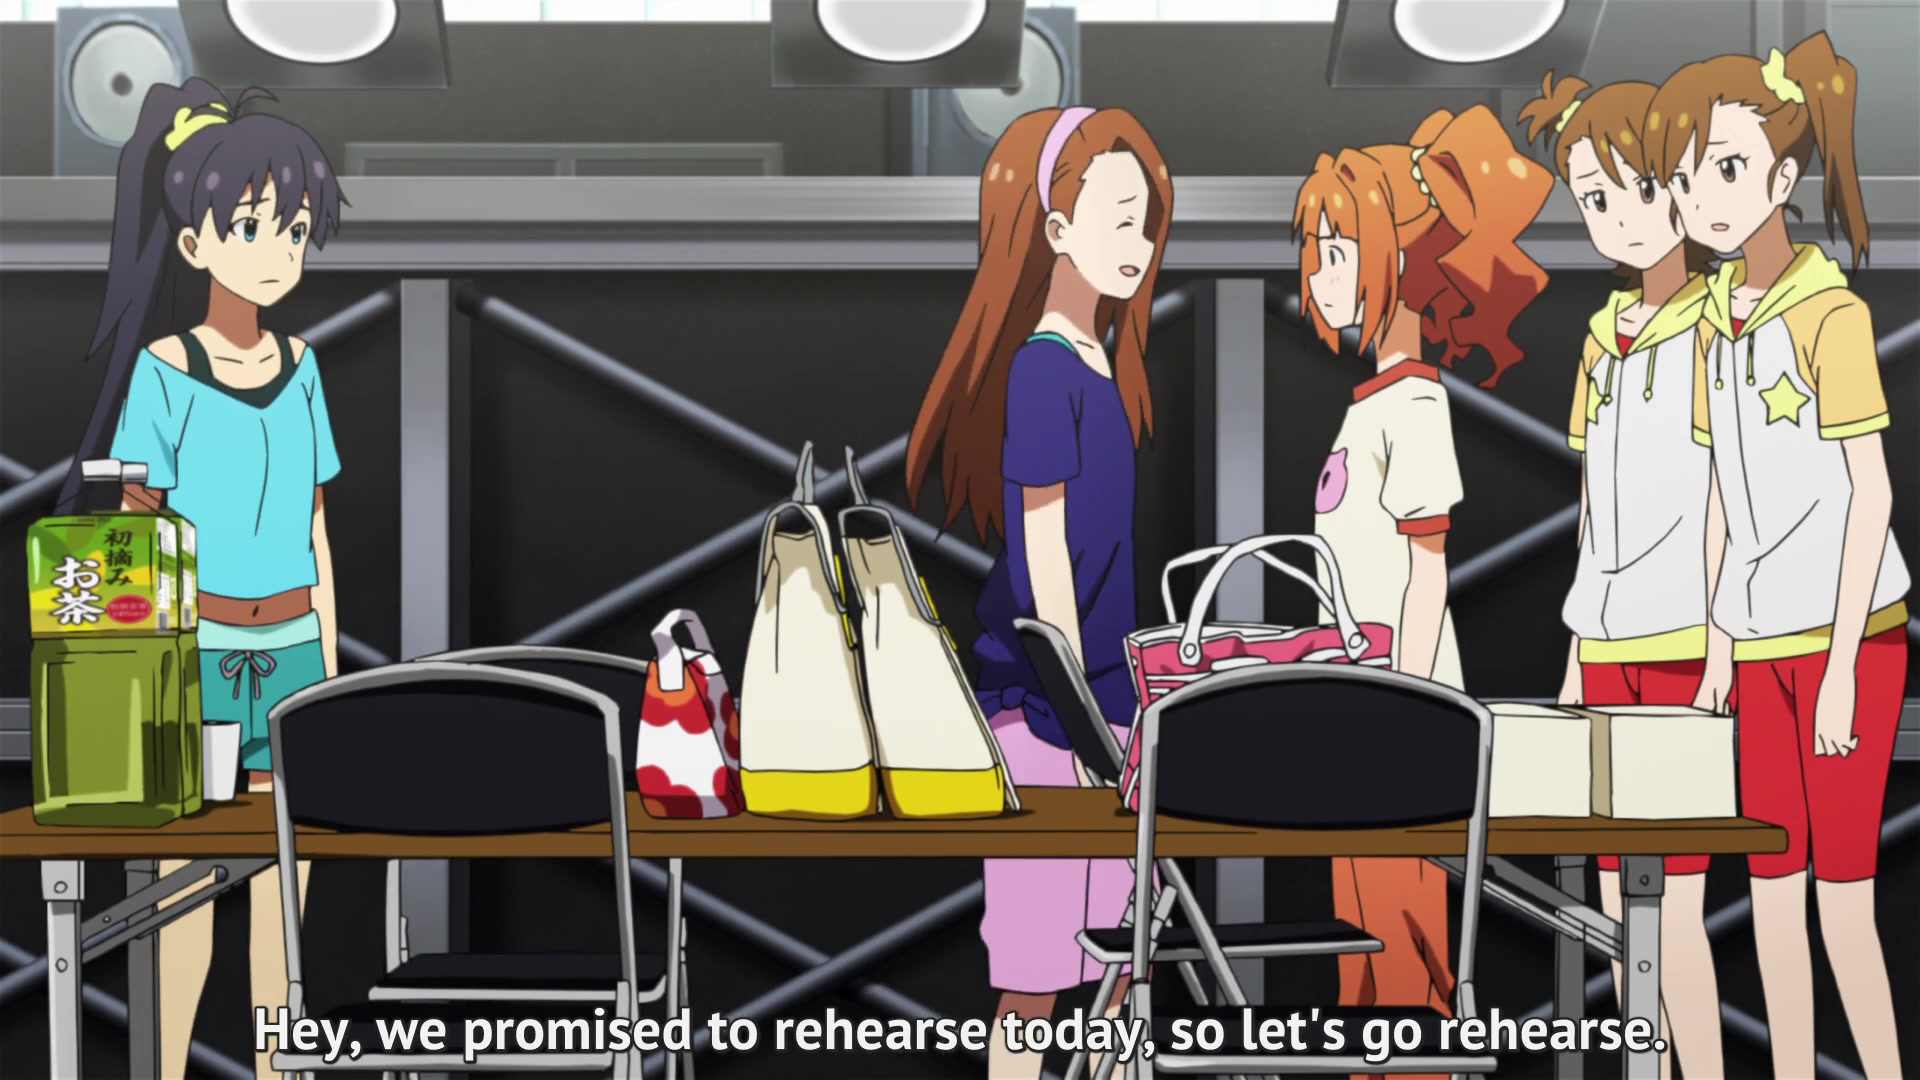 初摘み
お茶
Hey, we promised to rehearse today, so let's go rehearse.